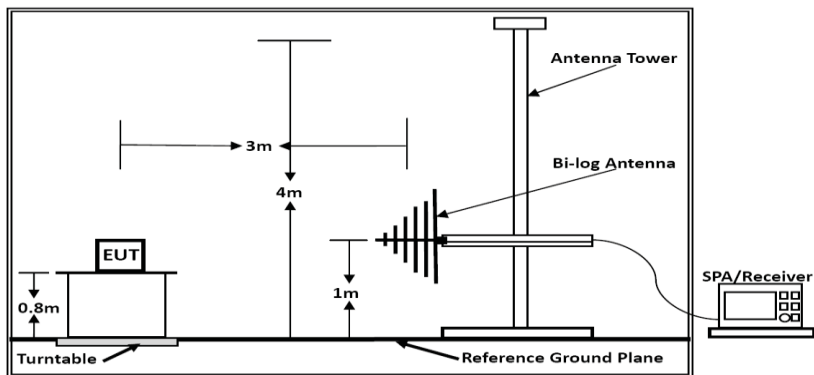 Antenna Tower
3m
Bi-log Antenna
4m
EUT
SPA/Receiver
0.8m
1m
Turntable
Reference Ground Plane